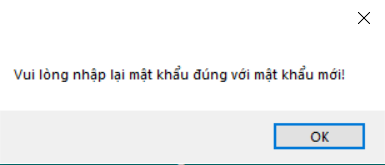 Vui lòng nhập lại mật khẩu đúng với mật khẩu mới!
OK